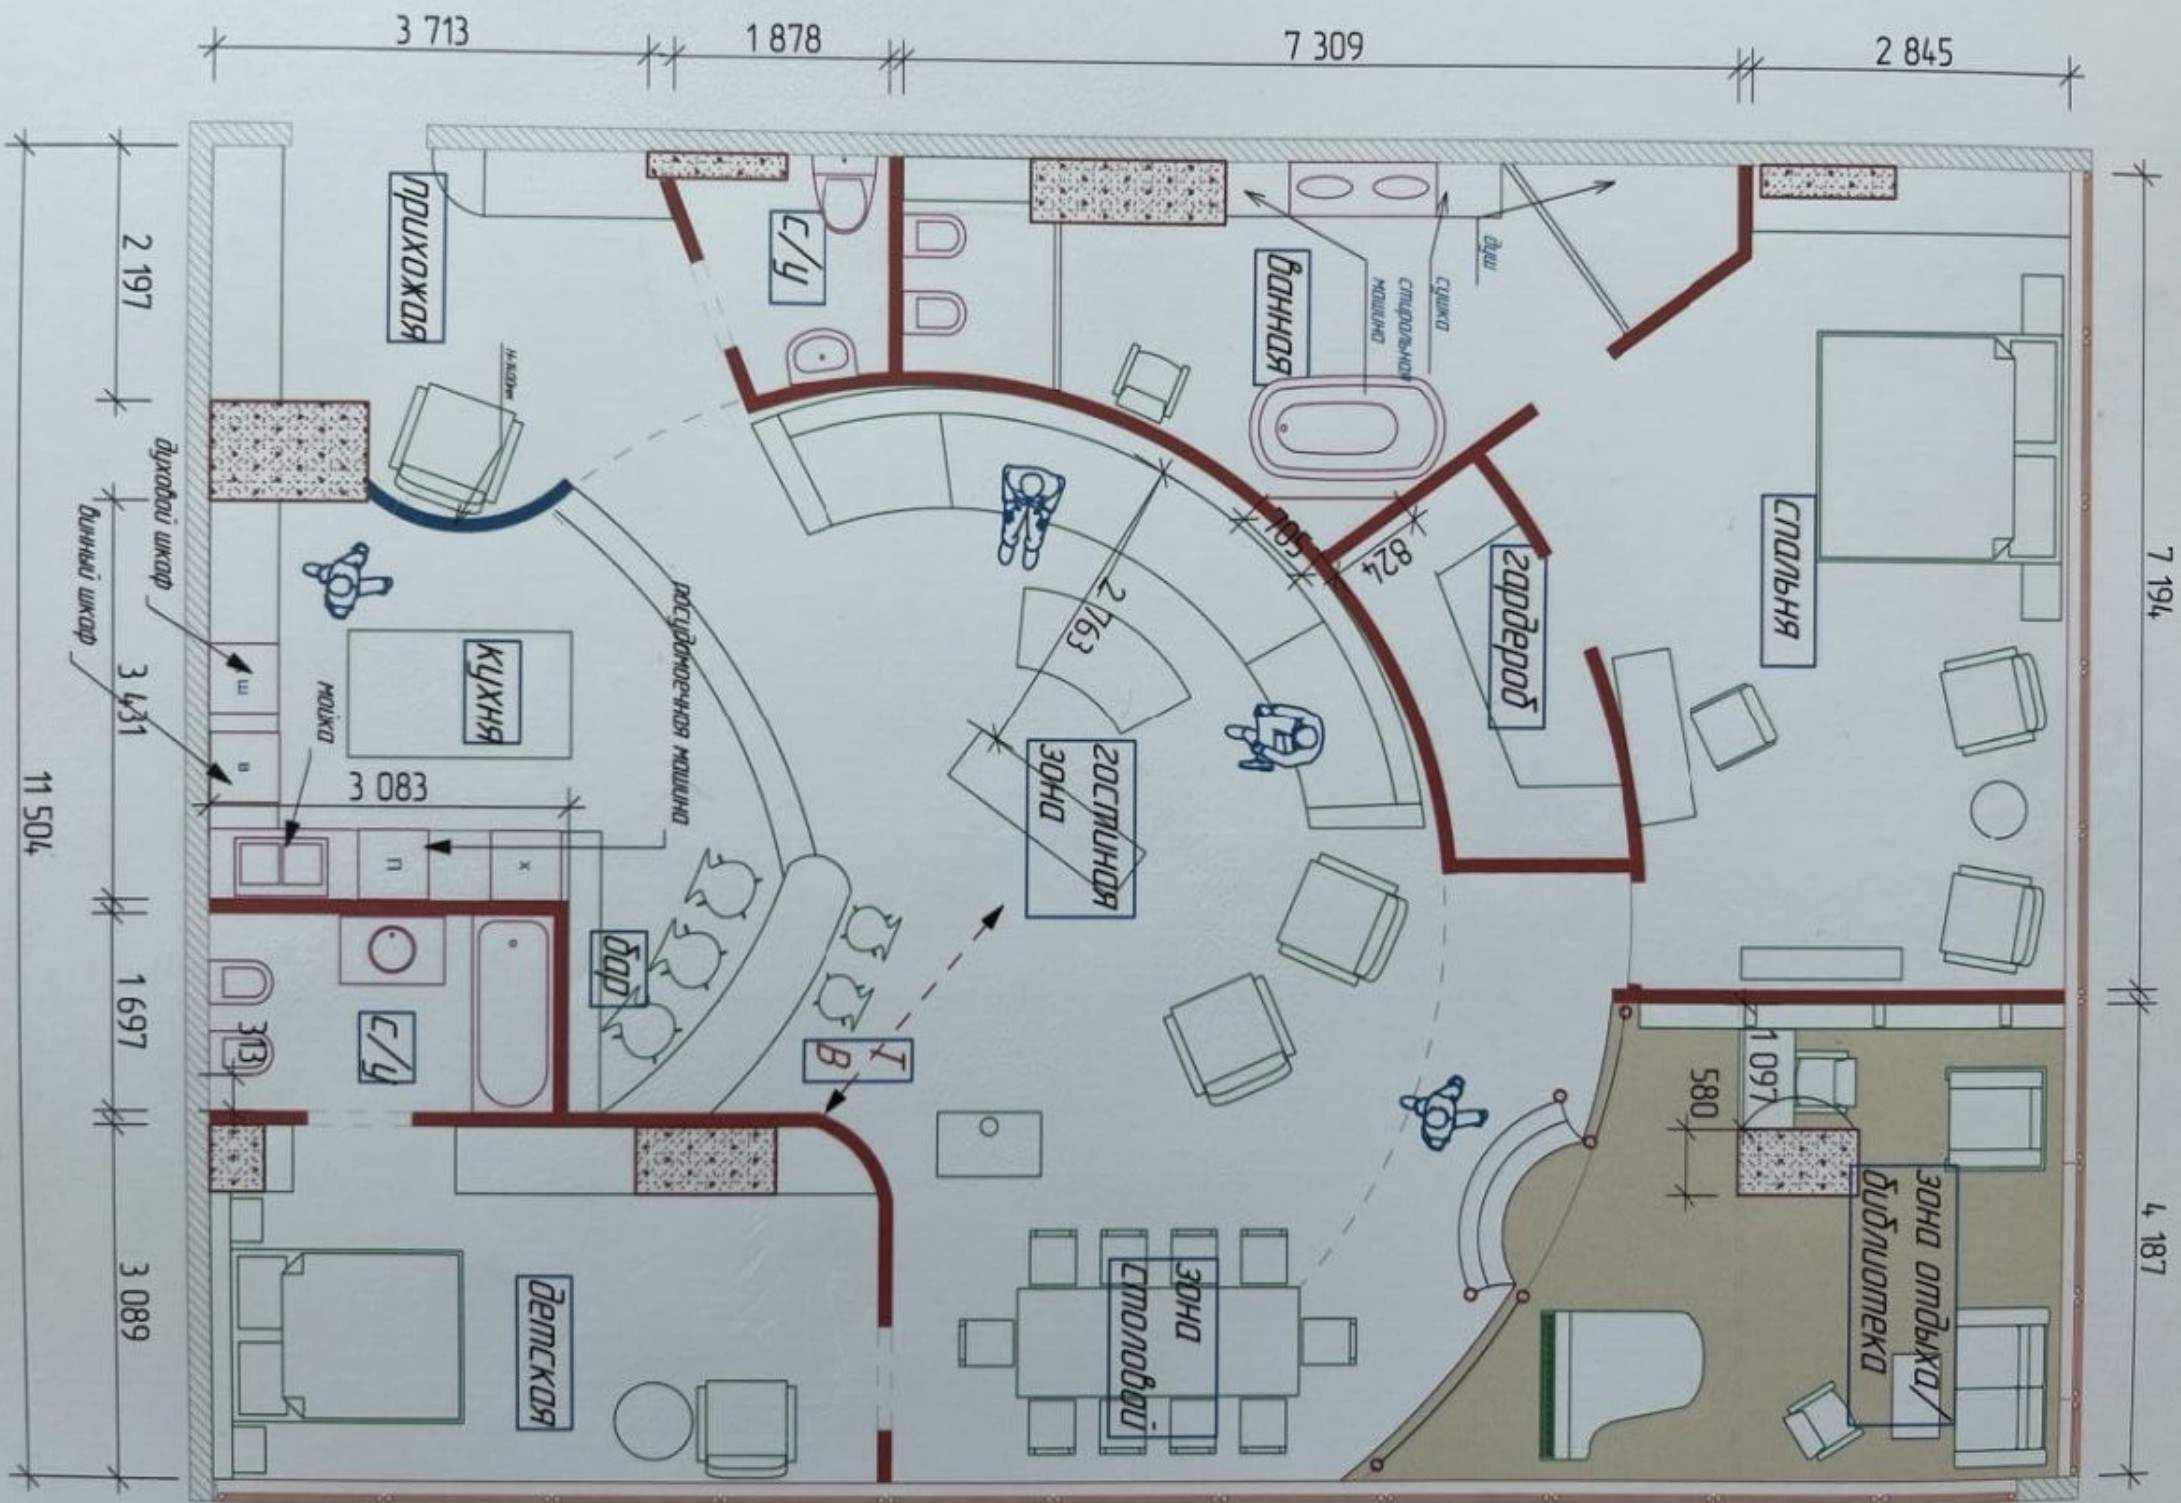 3 713
1 878
7 309
2 845
прихожая
с/у
ванная
душ
сушка
стиральная
машина
2 197
духовой шкаф
винный шкаф
посудомоечная машина
502
824
2 763
гардероб
спальня
7 194
кухня
мойка
3 431
ш
в
3 083
П
х
гостиная
зона
11 504
бар
с/у
313
1 697
Т
В
1 097
580
зона отдыха/
библиотека
4 187
детская
3 089
зона
столовой